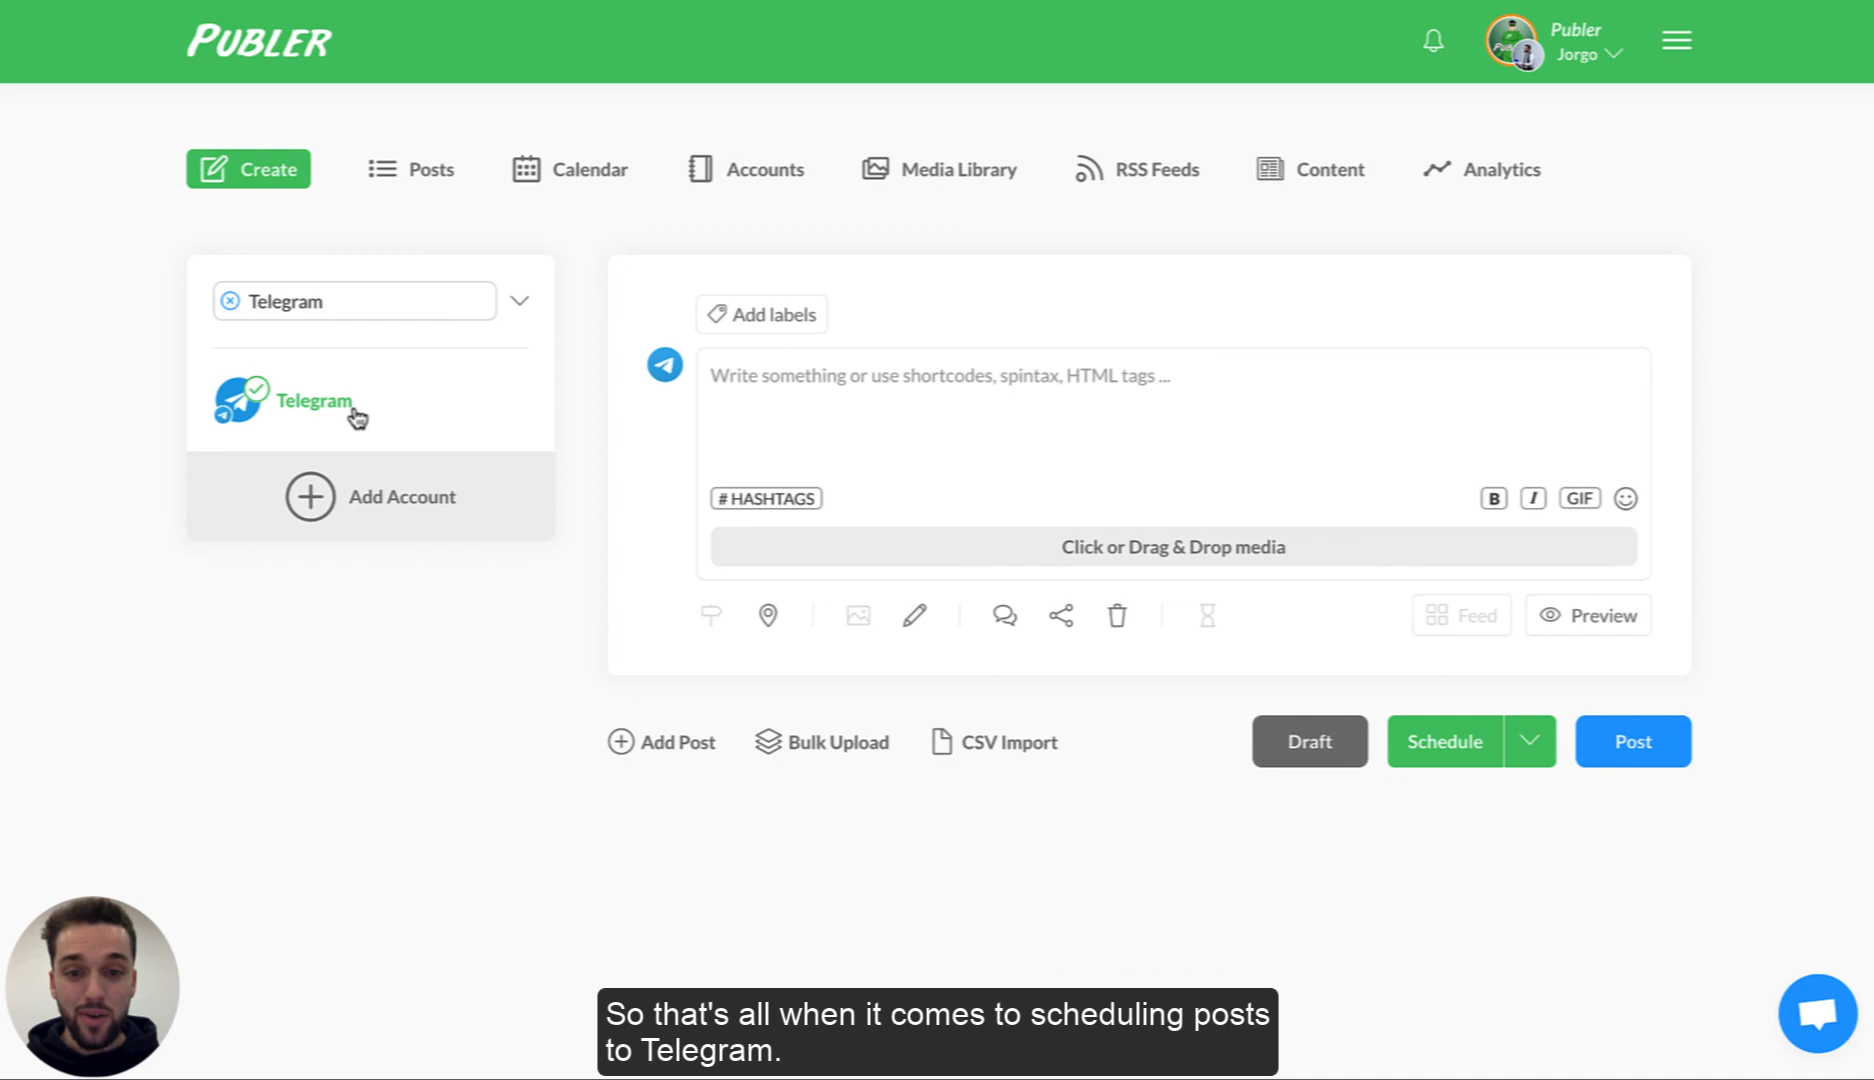 PUBLER
Publer
Jorgo
Create
Posts
Calendar
Accounts
Media Library
RSS Feeds
Content
Analytics
Telegram
Telegram
Add Account
Add labels
Write something or use shortcodes, spintax, HTML tags ...
# HASHTAGS
B
I
GIF
Click or Drag & Drop media
Feed
Preview
Add Post
Bulk Upload
CSV Import
Draft
Schedule
Post
So that's all when it comes to scheduling posts
to Telegram.